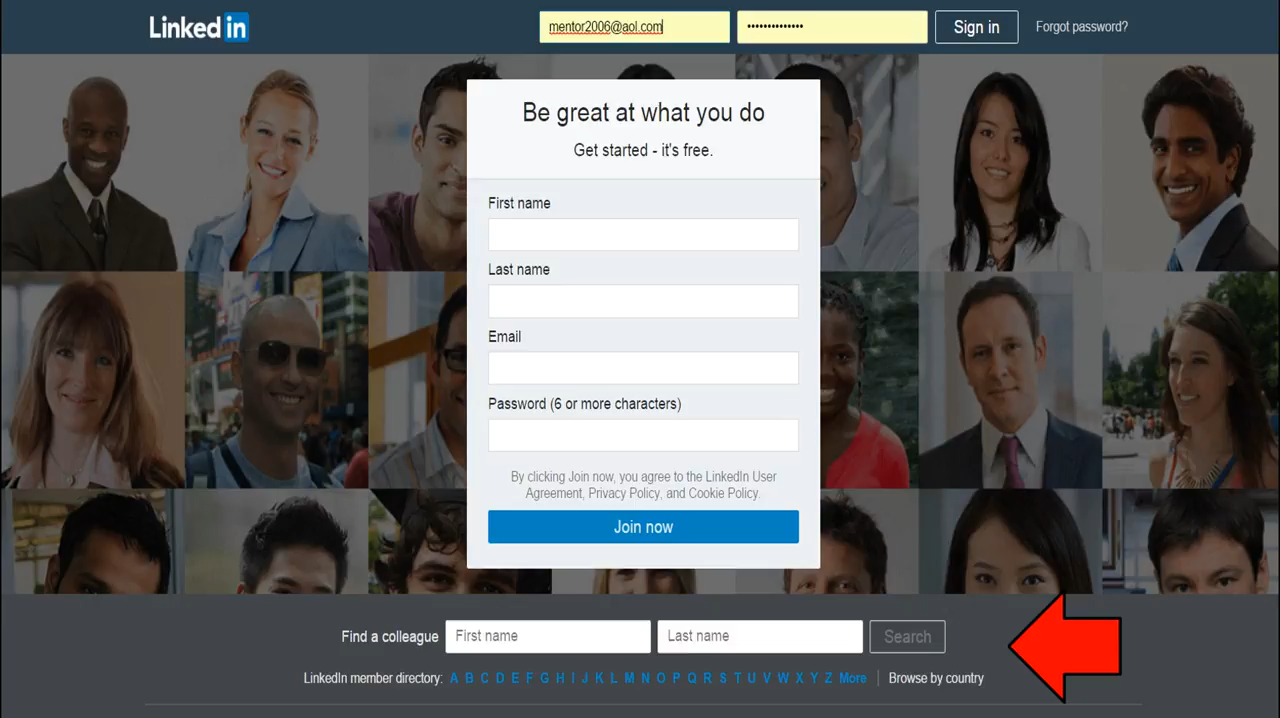 Linked in mentor2006@aol.com •••••••••••••• Sign in Forgot password?
Be great at what you do
Get started - it's free.
First name
Last name
Email
Password (6 or more characters)
By clicking Join now, you agree to the LinkedIn User
Agreement, Privacy Policy, and Cookie Policy.
Join now
Find a colleague First name Last name Search
LinkedIn member directory: A B C D E F G H I J K L M N O P Q R S T U V W X Y Z More | Browse by country